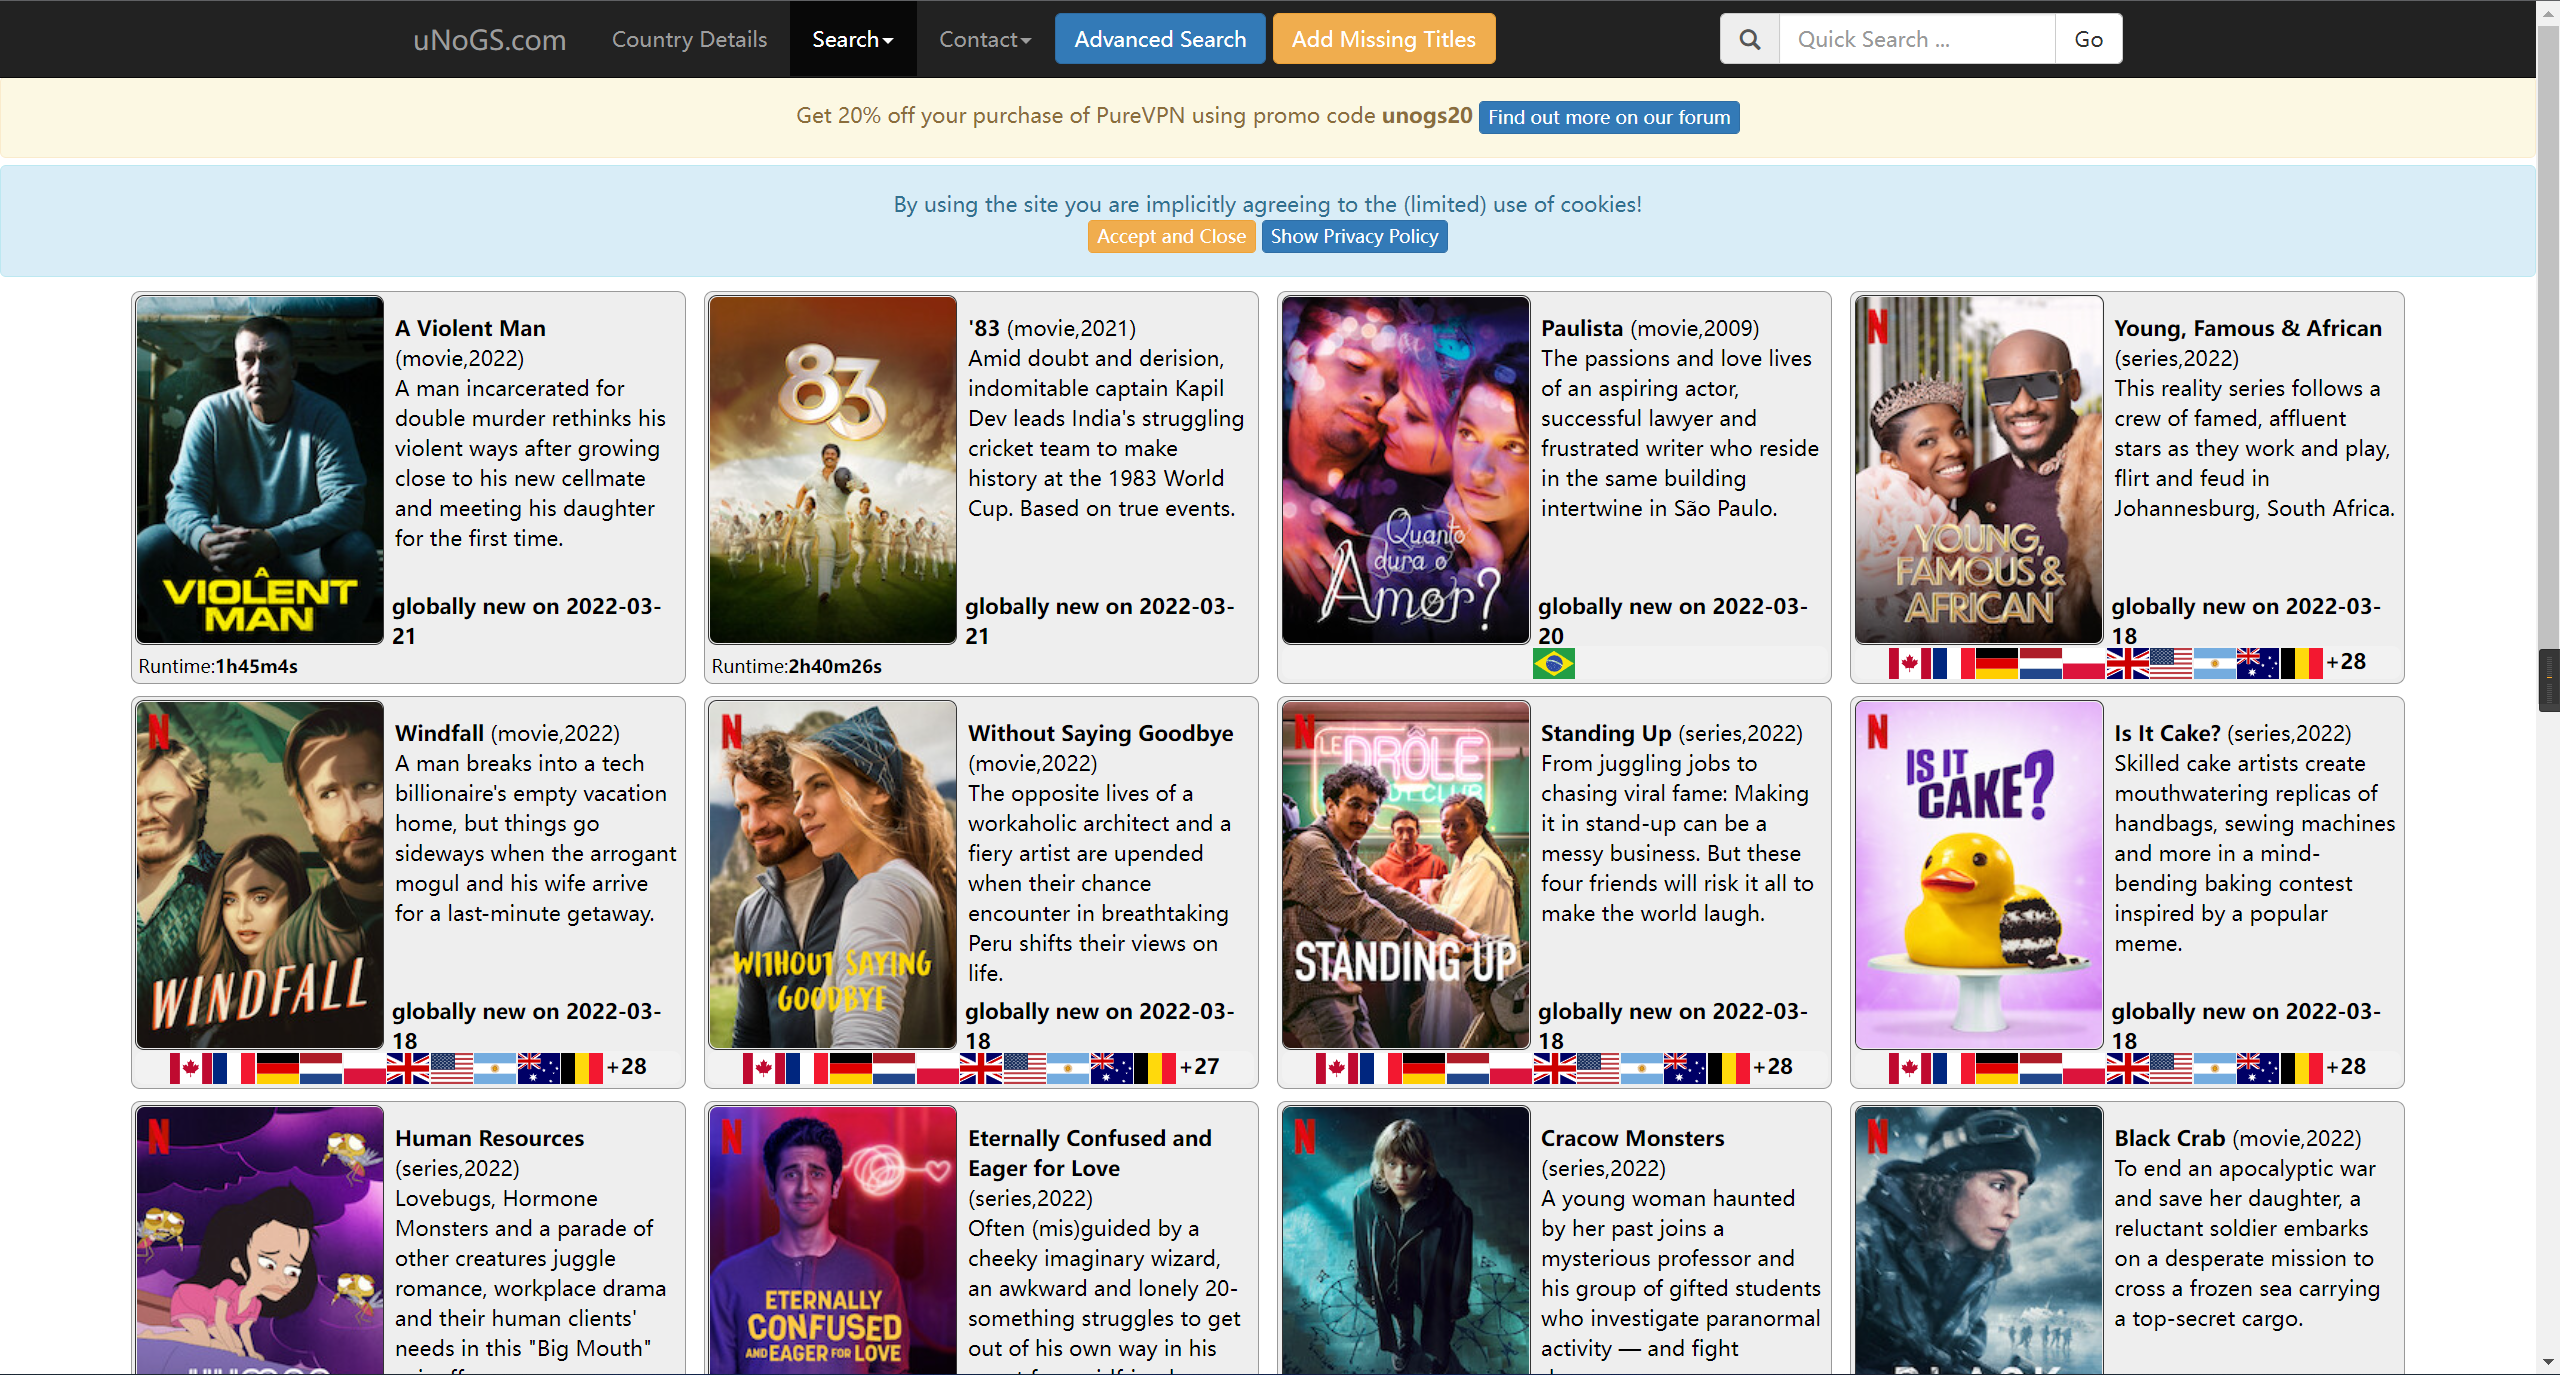 uNoGS.com Country Details Search Contact Advanced Search Add Missing Titles Quick Search ... Go
Get 20% off your purchase of PureVPN using promo code unogs20 Find out more on our forum
By using the site you are implicitly agreeing to the (limited) use of cookies!
Accept and Close Show Privacy Policy
A VIOLENT MAN
A Violent Man
(movie,2022)
A man incarcerated for
double murder rethinks his
violent ways after growing
close to his new cellmate
and meeting his daughter
for the first time.
globally new on 2022-03-
21
Runtime:1h45m4s
83
'83 (movie,2021)
Amid doubt and derision,
indomitable captain Kapil
Dev leads India's struggling
cricket team to make
history at the 1983 World
Cup. Based on true events.
globally new on 2022-03-
21
Runtime:2h40m26s
Quanto
dura o
Amor?
Paulista (movie,2009)
The passions and love lives
of an aspiring actor,
successful lawyer and
frustrated writer who reside
in the same building
intertwine in São Paulo.
globally new on 2022-03-
20
N
YOUNG,
FAMOUS &
AFRICAN
Young, Famous & African
(series,2022)
This reality series follows a
crew of famed, affluent
stars as they work and play,
flirt and feud in
Johannesburg, South Africa.
globally new on 2022-03-
18
+28
N
WINDFALL
Windfall (movie,2022)
A man breaks into a tech
billionaire's empty vacation
home, but things go
sideways when the arrogant
mogul and his wife arrive
for a last-minute getaway.
globally new on 2022-03-
18
+28
N
WITHOUT SAYING
GOODBYE
Without Saying Goodbye
(movie,2022)
The opposite lives of a
workaholic architect and a
fiery artist are upended
when their chance
encounter in breathtaking
Peru shifts their views on
life.
globally new on 2022-03-
18
+27
N
LE DRÔLE
STANDING UP
Standing Up (series,2022)
From juggling jobs to
chasing viral fame: Making
it in stand-up can be a
messy business. But these
four friends will risk it all to
make the world laugh.
globally new on 2022-03-
18
+28
N
IS IT
CAKE?
Is It Cake? (series,2022)
Skilled cake artists create
mouthwatering replicas of
handbags, sewing machines
and more in a mind-
bending baking contest
inspired by a popular
meme.
globally new on 2022-03-
18
+28
N
Human Resources
(series,2022)
Lovebugs, Hormone
Monsters and a parade of
other creatures juggle
romance, workplace drama
and their human clients'
needs in this "Big Mouth"
N
ETERNALLY
CONFUSED
AND EAGER FOR LOVE
Eternally Confused and
Eager for Love
(series,2022)
Often (mis)guided by a
cheeky imaginary wizard,
an awkward and lonely 20-
something struggles to get
out of his own way in his
N
Cracow Monsters
(series,2022)
A young woman haunted
by her past joins a
mysterious professor and
his group of gifted students
who investigate paranormal
activity — and fight
N
Black Crab (movie,2022)
To end an apocalyptic war
and save her daughter, a
reluctant soldier embarks
on a desperate mission to
cross a frozen sea carrying
a top-secret cargo.